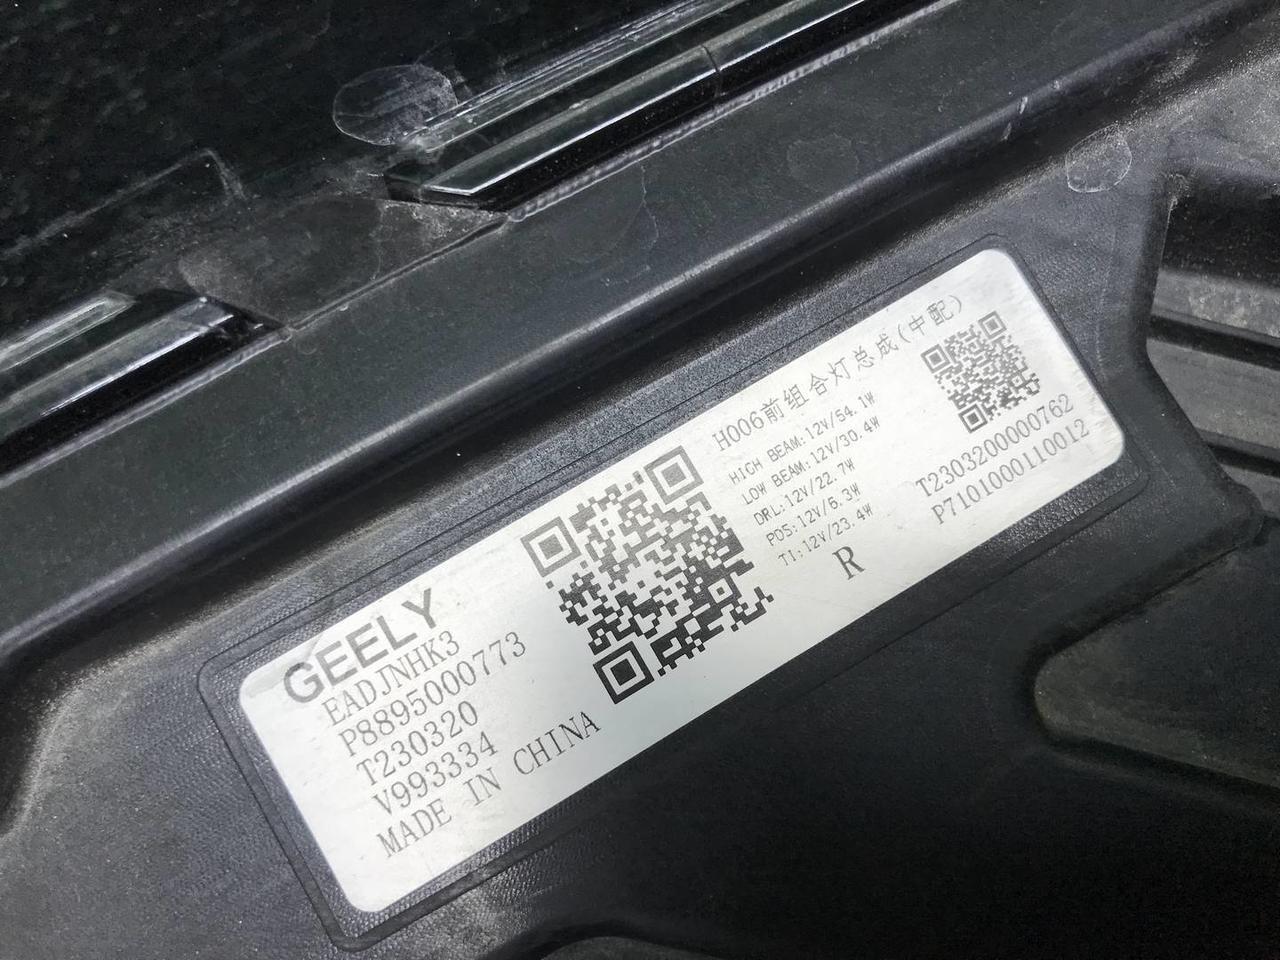 GEELY
EADJNHK3
P8895000773
T230320
V993334
MADE IN CHINA
H006前组合灯总成(中配)
HIGH BEAM:12V/54.1W
LOW BEAM:12V/30.4W
DRL:12V/22.7W
POS:12V/6.3W
TI:12V/23.4W
R
T2303200000762
P7101000110012